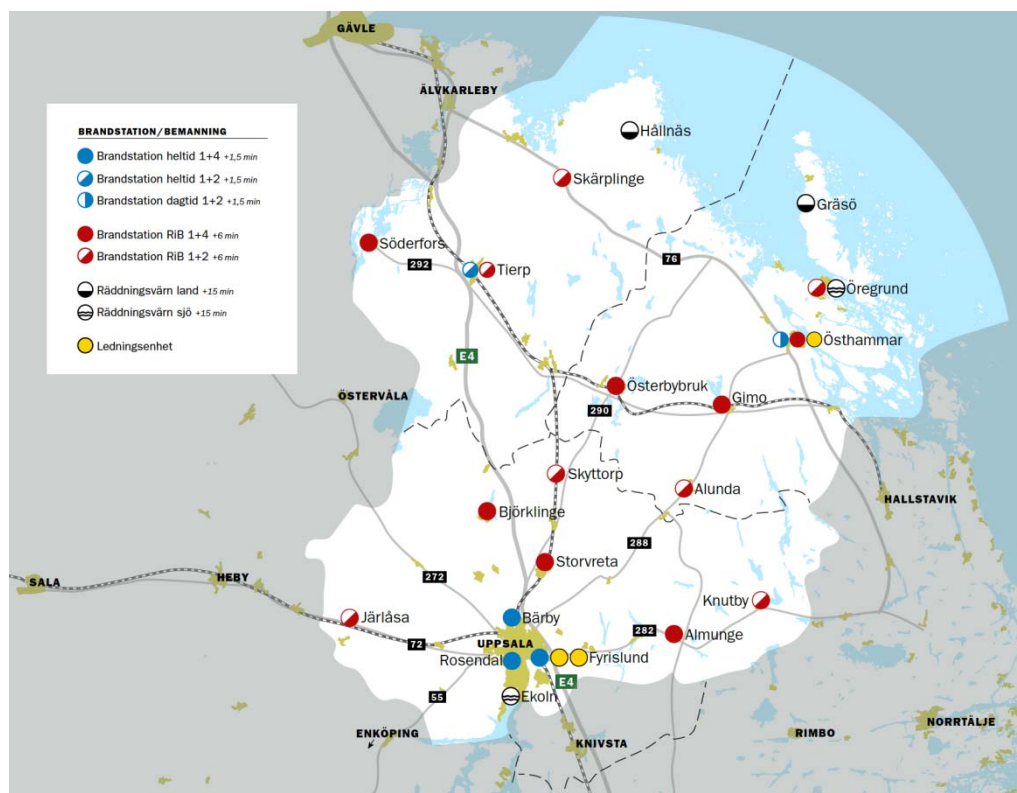 GÄVLE
ÄLVKARLEBY
BRANDSTATION/BEMANNING
Brandstation heltid 1+4 +1,5 min
Brandstation heltid 1+2 +1,5 min
Brandstation dagtid 1+2 +1,5 min
Brandstation RiB 1+4 +6 min
Brandstation RiB 1+2 +6 min
Räddningsvärn land +15 min
Räddningsvärn sjö +15 min
Ledningsenhet
Hållnäs
Skärplinge
Gräsö
Söderfors
292
Tierp
76
Öregrund
Östhammar
E4
Österbybruk
ÖSTERVÅLA
290
Gimo
Skyttorp
Alunda
HALLSTAVIK
Björklinge
288
Storvreta
272
SALA
HEBY
Knutby
Järlåsa
Bärby
282
Almunge
72
UPPSALA
Rosendal
Fyrislund
E4
55
Ekoln
ENKÖPING
KNIVSTA
RIMBO
NORRTÄLJE